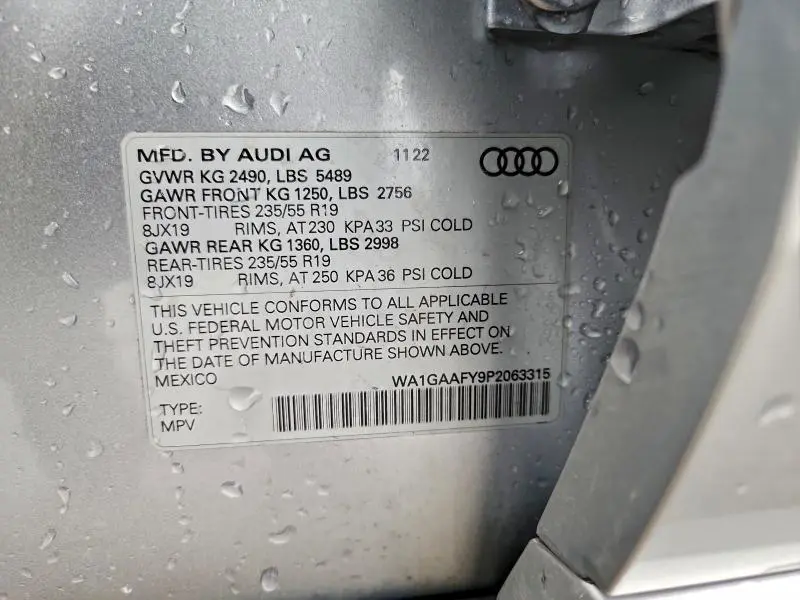 MFD. BY AUDI AG 11 22
GVWR KG 2490, LBS 5489
GAWR FRONT KG 1250, LBS 2756
FRONT-TIRES 235/55 R19
8JX19 RIMS, AT 230 KPA 33 PSI COLD
GAWR REAR KG 1360, LBS 2998
REAR-TIRES 235/55 R19
8JX19 RIMS, AT 250 KPA 36 PSI COLD
THIS VEHICLE CONFORMS TO ALL APPLICABLE
U.S. FEDERAL MOTOR VEHICLE SAFETY AND
THEFT PREVENTION STANDARDS IN EFFECT ON
THE DATE OF MANUFACTURE SHOWN ABOVE.
MEXICO WA1GAAFY9P2063315
TYPE:
MPV